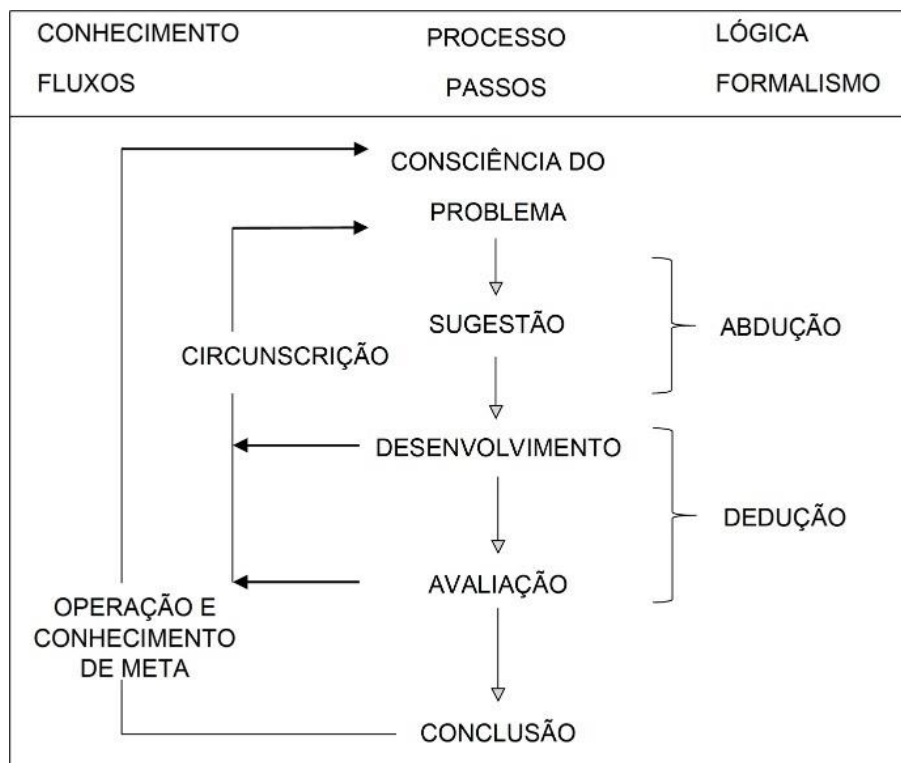 CONHECIMENTO
FLUXOS
PROCESSO
PASSOS
LÓGICA
FORMALISMO
CONSCIÊNCIA DO
PROBLEMA
SUGESTÃO
ABDUÇÃO
CIRCUNSCRIÇÃO
DESENVOLVIMENTO
DEDUÇÃO
AVALIAÇÃO
OPERAÇÃO E
CONHECIMENTO
DE META
CONCLUSÃO